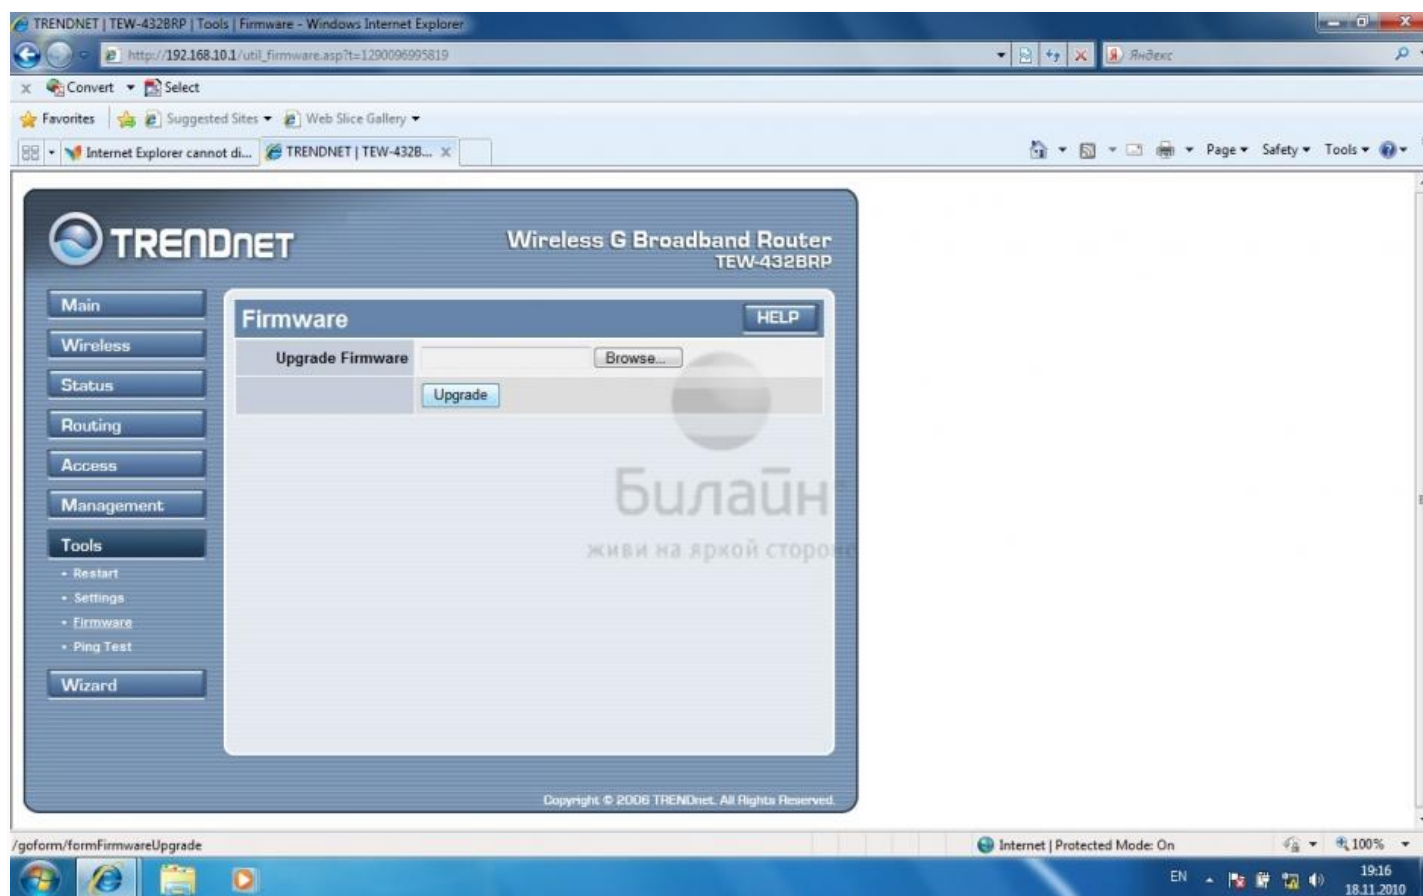 TRENDNET | TEW-432BRP | Tools | Firmware - Windows Internet Explorer
http://192.168.10.1/util_firmware.asp?t=1290096995819
Яндекс
x Convert Select
Favorites Suggested Sites Web Slice Gallery
Internet Explorer cannot di... TRENDNET | TEW-432B... X
Page Safety Tools
TRENDNET
Wireless G Broadband Router
TEW-432BRP
Main
Wireless
Status
Routing
Access
Management
Tools
• Restart
• Settings
• Firmware
• Ping Test
Wizard
Firmware
HELP
Upgrade Firmware
Browse...
Upgrade
Билайн
живи на яркой стороне
Copyright © 2006 TRENDnet. All Rights Reserved.
/goform/formFirmwareUpgrade
Internet | Protected Mode: On
100%
EN
19:16
18.11.2010